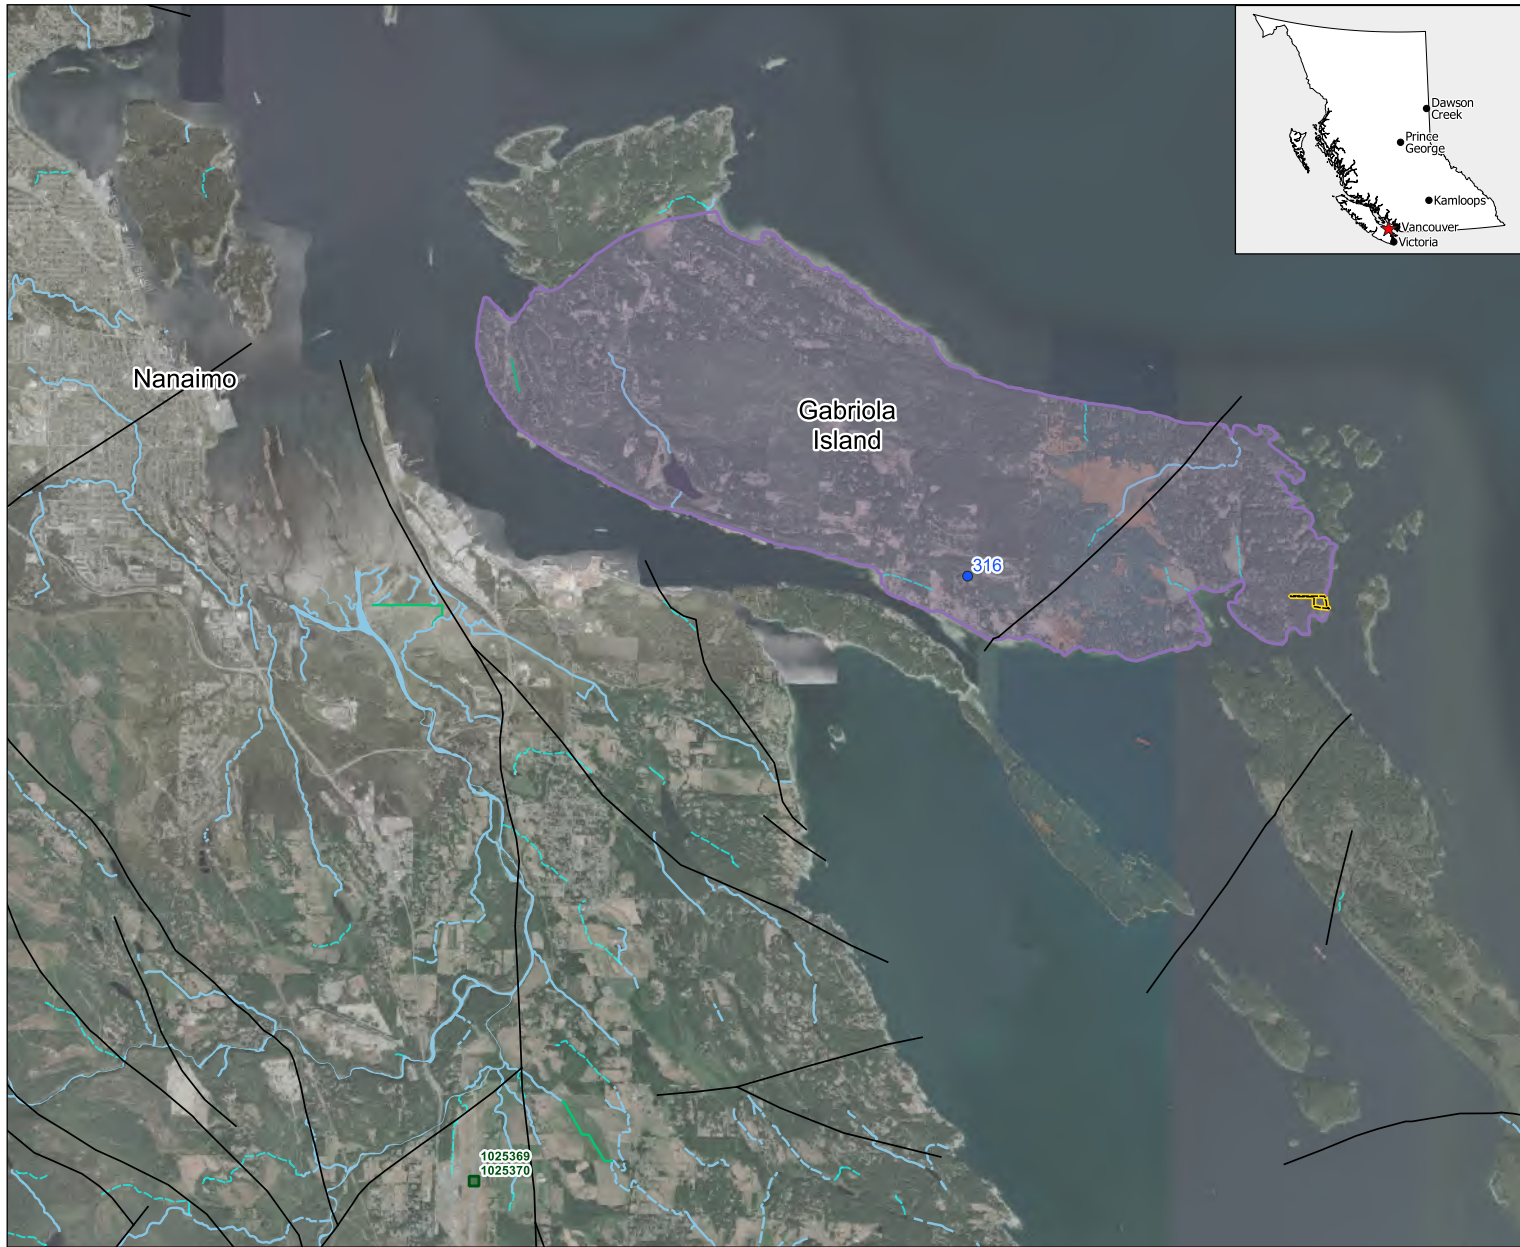 Dawson
Creek
Prince
George
Kamloops
Vancouver
Victoria
Nanaimo
Gabriola
Island
316
1025369
1025370